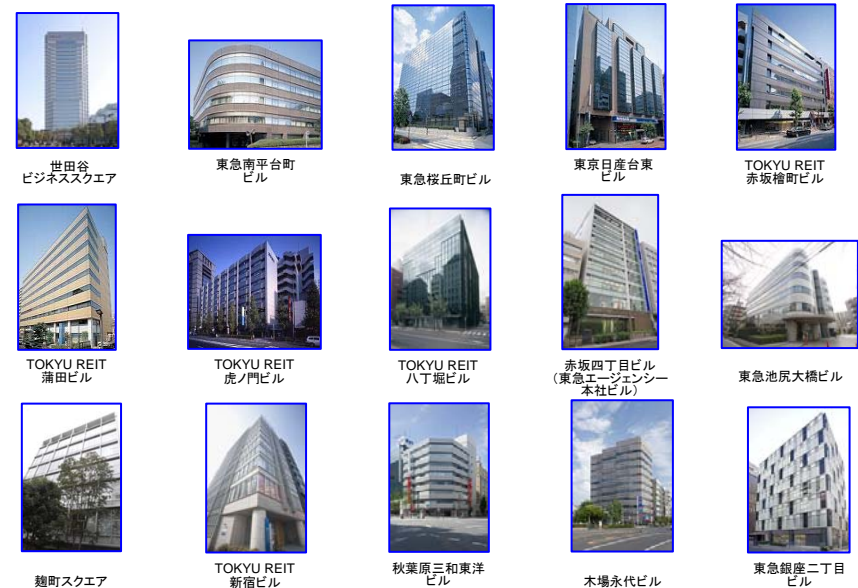 世田谷
ビジネススクエア
東急南平台町
ビル
東急桜丘町ビル
東京日産台東
ビル
TOKYU REIT
赤坂檜町ビル
TOKYU REIT
蒲田ビル
TOKYU REIT
虎ノ門ビル
TOKYU REIT
八丁堀ビル
赤坂四丁目ビル
（東急エージェンシー
本社ビル）
東急池尻大橋ビル
麹町スクエア
TOKYU REIT
新宿ビル
秋葉原三和東洋
ビル
木場永代ビル
東急銀座二丁目
ビル